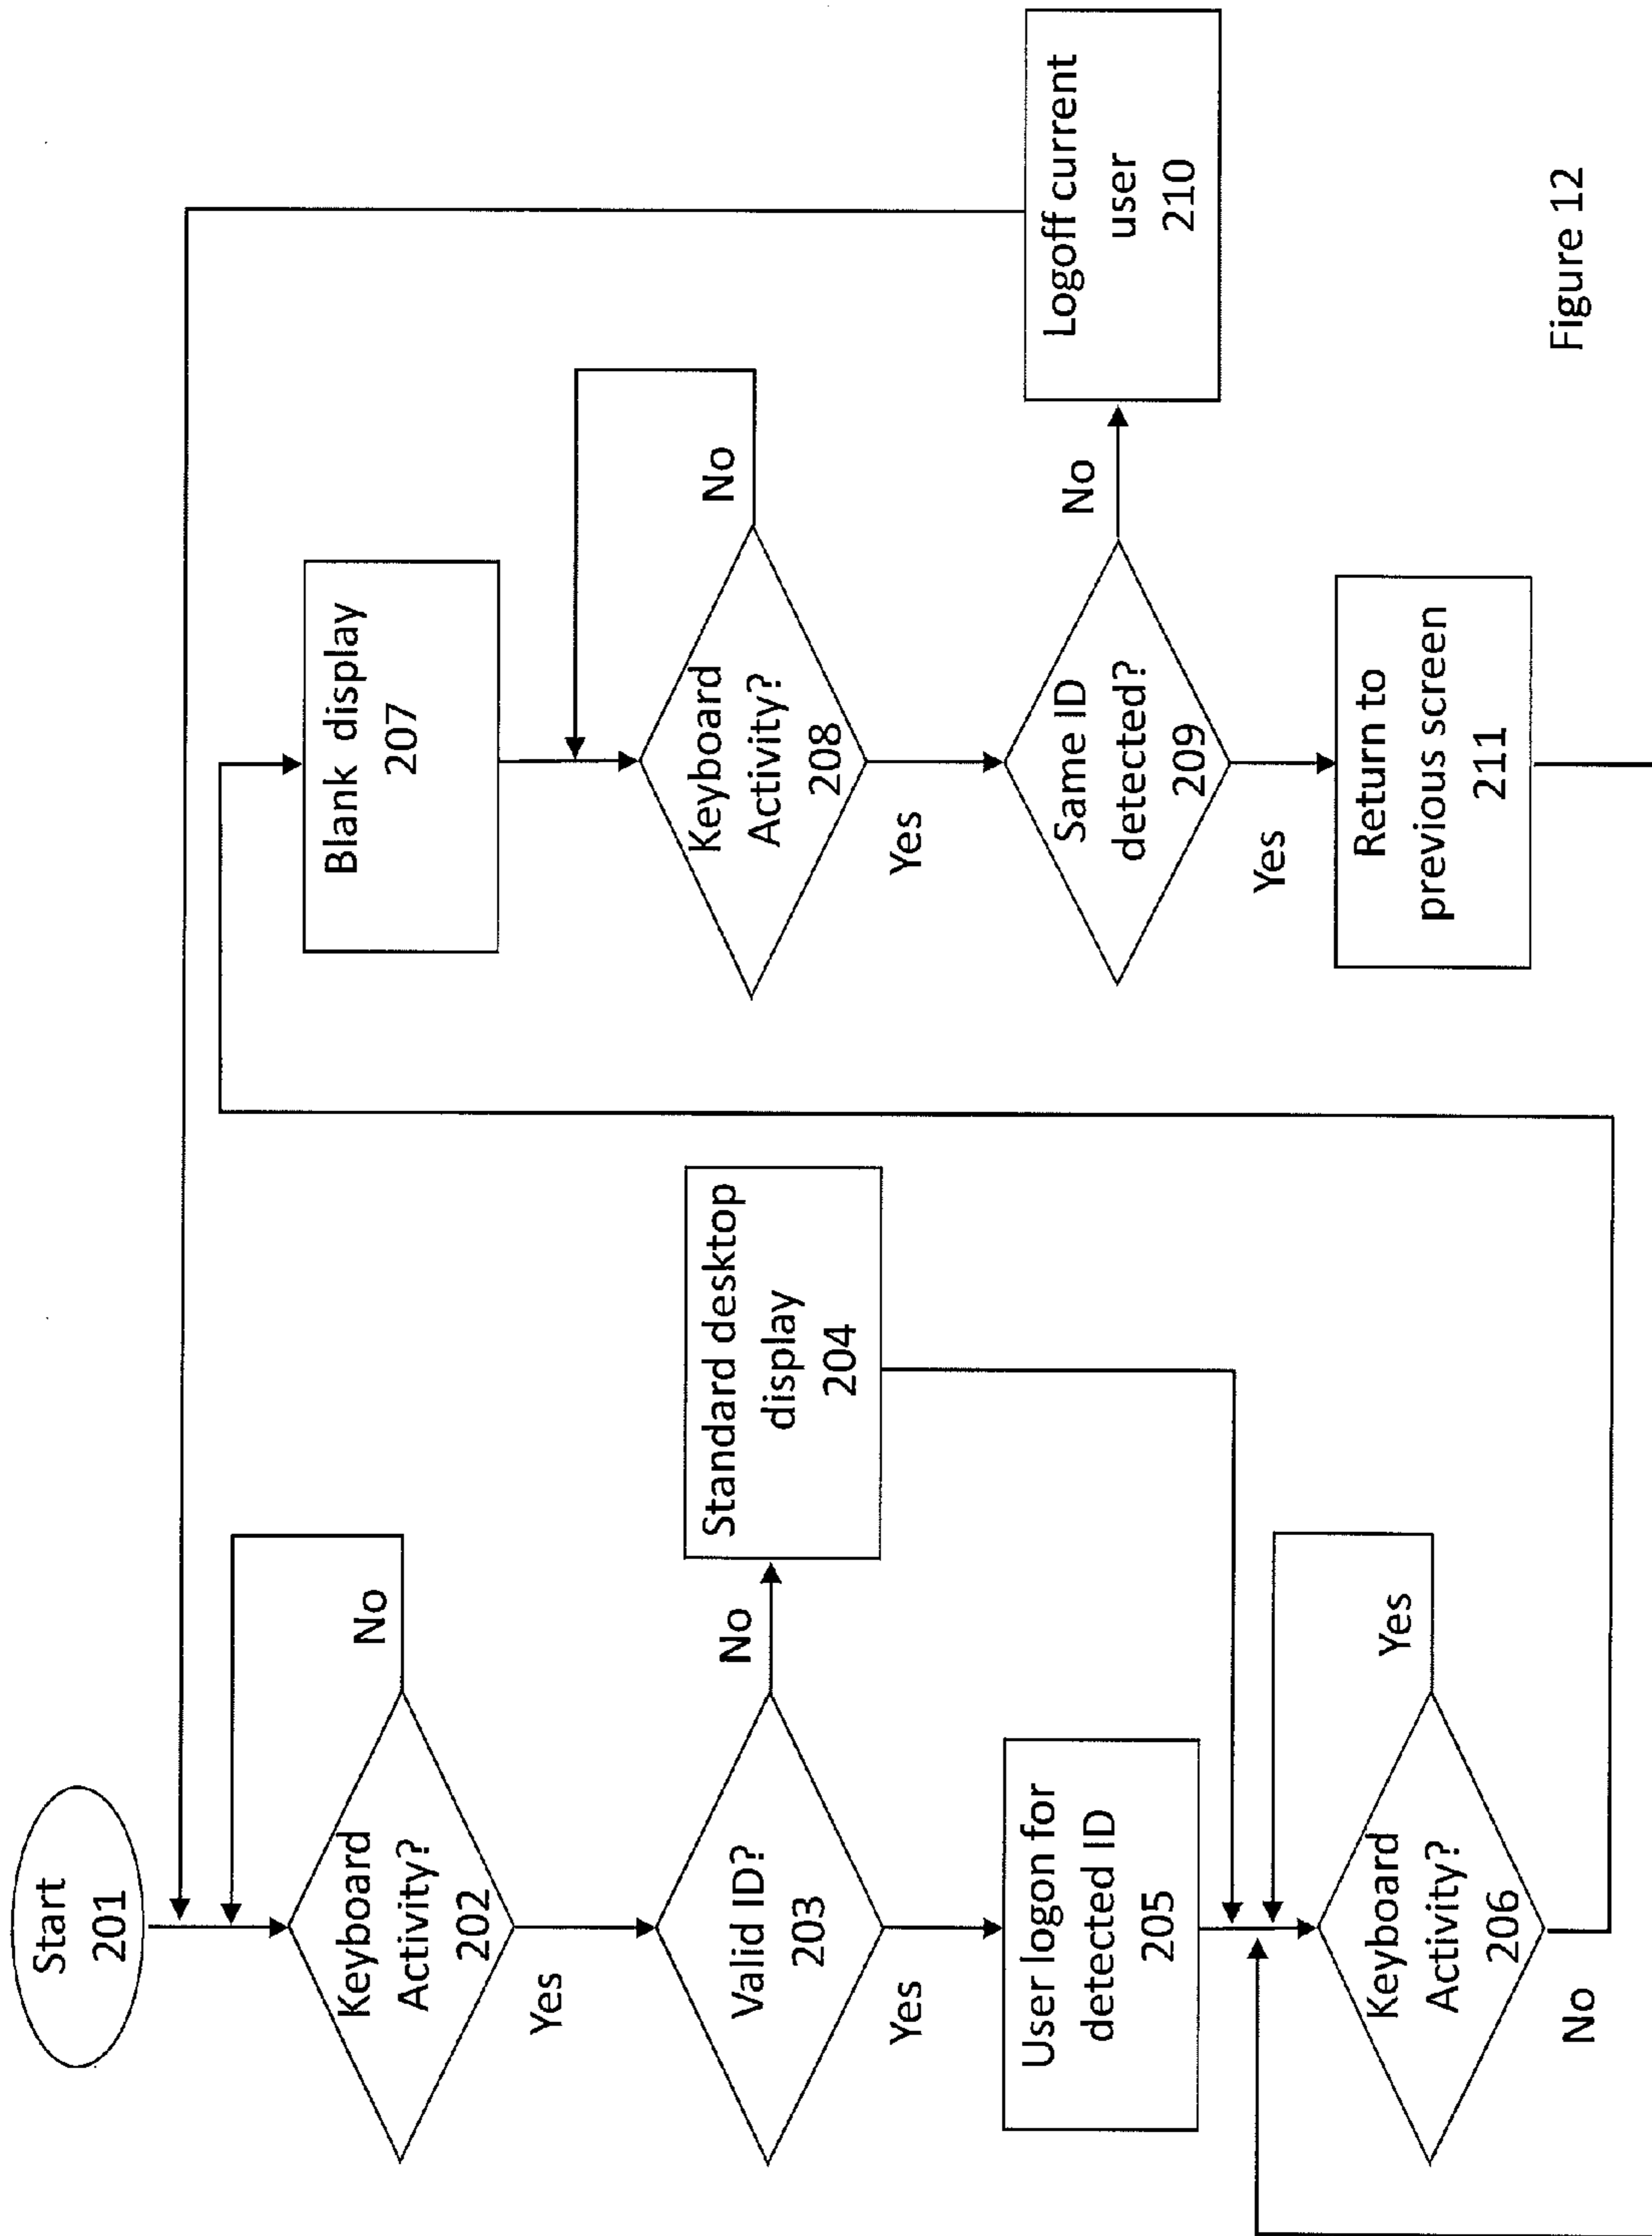 Start
201
Keyboard
Activity?
202
No
Yes
Valid ID?
203
No
Yes
Standard desktop
display
204
User logon for
detected ID
205
Keyboard
Activity?
206
Yes
No
Blank display
207
Keyboard
Activity?
208
No
Yes
Same ID
detected?
209
No
Yes
Logoff current
user
210
Return to
previous screen
211
Figure 12